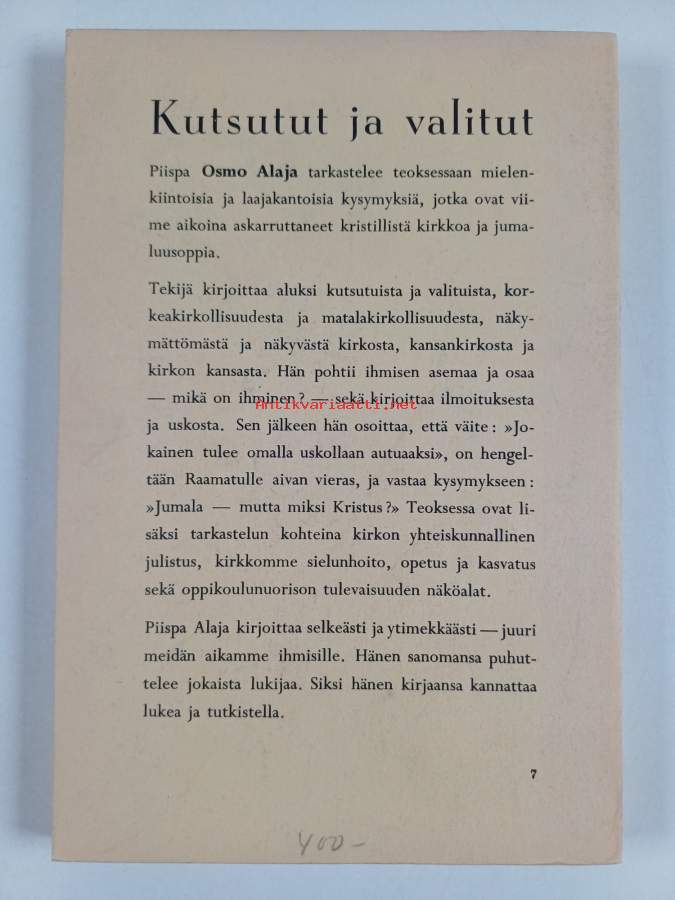 Kutsutut ja valitut
Piispa Osmo Alaja tarkastelee teoksessaan mielen-
kiintoisia ja laajakantoisia kysymyksiä, jotka ovat vii-
me aikoina askarruttaneet kristillistä kirkkoa ja juma-
luusoppia.
Tekijä kirjoittaa aluksi kutsutuista ja valituista, kor-
keakirkollisuudesta ja matalakirkollisuudesta, näky-
mättömästä ja näkyvästä kirkosta, kansankirkosta ja
kirkon kansasta. Hän pohtii ihmisen asemaa ja osaa
— mikä on ihminen? — sekä kirjoittaa ilmoituksesta
Antikvariaatti.net
ja uskosta. Sen jälkeen hän osoittaa, että väite: »Jo-
kainen tulee omalla uskollaan autuaaksi», on hengel-
tään Raamatulle aivan vieras, ja vastaa kysymykseen:
»Jumala — mutta miksi Kristus?» Teoksessa ovat li-
säksi tarkastelun kohteina kirkon yhteiskunnallinen
julistus, kirkkomme sielunhoito, opetus ja kasvatus
sekä oppikoulunuorison tulevaisuuden näköalat.
Piispa Alaja kirjoittaa selkeästi ja ytimekkäästi — juuri
meidän aikamme ihmisille. Hänen sanomansa puhut-
telee jokaista lukijaa. Siksi hänen kirjaansa kannattaa
lukea ja tutkistella.
7
400-